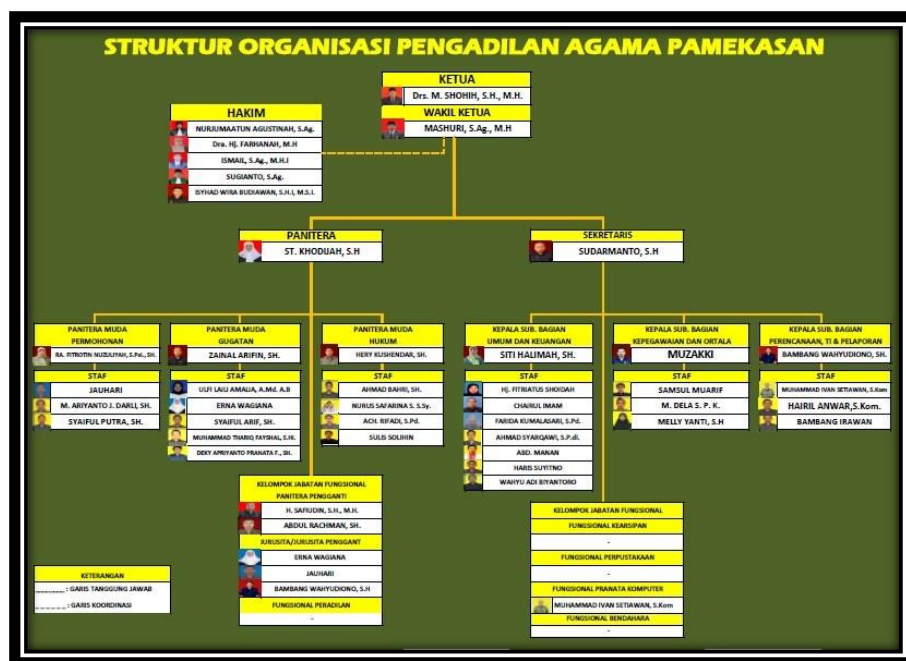 STRUKTUR ORGANISASI PENGADILAN AGAMA PAMEKASAN
KETUA
Drs. M. SHOHIH, S.H., M.H.
WAKIL KETUA
MASHURI, S.Ag., M.H
HAKIM
NURJUMAATUN AGUSTINAH, S.Ag.
Dra. Hj. FARHANAH, M.H
ISMAIL, S.Ag., M.H.I
SUGIANTO, S.Ag.
ISYHAD WIRA BUDIAWAN, S.H.I, M.S.I.
PANITERA
ST. KHODIJAH, S.H
SEKRETARIS
SUDARMANTO, S.H
PANITERA MUDA
PERMOHONAN
RA. FITROTIN NUZULIYAH, S.Pd., SH.
STAF
JAUHARI
M. ARIYANTO J. DARLI, SH.
SYAIFUL PUTRA, SH.
PANITERA MUDA
GUGATAN
ZAINAL ARIFIN, SH.
STAF
ULFI LAILI AMALIA, A.Md. A.B
ERNA WAGIANA
SYAIFUL ARIF, SH.
MUHAMMAD THARIQ FAYSHAL, S.Hi.
DEKY APRIYANTO PRANATA F., SH.
PANITERA MUDA
HUKUM
HERY KUSHENDAR, SH.
STAF
AHMAD BAHRI, SH.
NURUS SAFARINA S. S.Sy.
ACH. RIFADI, S.Pd.
SULIS SOLIHIN
KEPALA SUB. BAGIAN
UMUM DAN KEUANGAN
SITI HALIMAH, SH.
STAF
Hj. FITRIATUS SHOIDAH
CHAIRUL IMAM
FARIDA KUMALASARI, S.Pd.
AHMAD SYARQAWI, S.P.dI.
ABD. MANAN
HARIS SUYITNO
WAHYU ADI BIYANTORO
KEPALA SUB. BAGIAN
KEPEGAWAIAN DAN ORTALA
MUZAKKI
STAF
SAMSUL MUARIF
M. DELA S. P. K.
MELLY YANTI, S.H
KEPALA SUB. BAGIAN
PERENCANAAN, TI & PELAPORAN
BAMBANG WAHYUDIONO, SH.
STAF
MUHAMMAD IVAN SETIAWAN, S.Kom
HAIRIL ANWAR,S.Kom.
BAMBANG IRAWAN
KELOMPOK JABATAN FUNGSIONAL
PANITERA PENGGANTI
H. SAFIUDIN, S.H., M.H.
ABDUL RACHMAN, SH.
JURUSITA/JURUSITA PENGGANT
ERNA WAGIANA
JAUHARI
BAMBANG WAHYUDIONO, S.H
FUNGSIONAL PERADILAN
-
KELOMPOK JABATAN FUNGSIONAL
FUNGSIONAL KEARSIPAN
-
FUNGSIONAL PERPUSTAKAAN
-
FUNGSIONAL PRANATA KOMPUTER
MUHAMMAD IVAN SETIAWAN, S.Kom
FUNGSIONAL BENDAHARA
-
KETERANGAN
: GARIS TANGGUNG JAWAB
: GARIS KOORDINASI